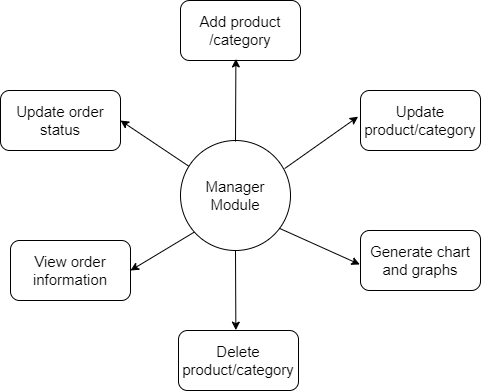 Add product
/category
Update order
status
Update
product/category
Manager
Module
View order
information
Generate chart
and graphs
Delete
product/category